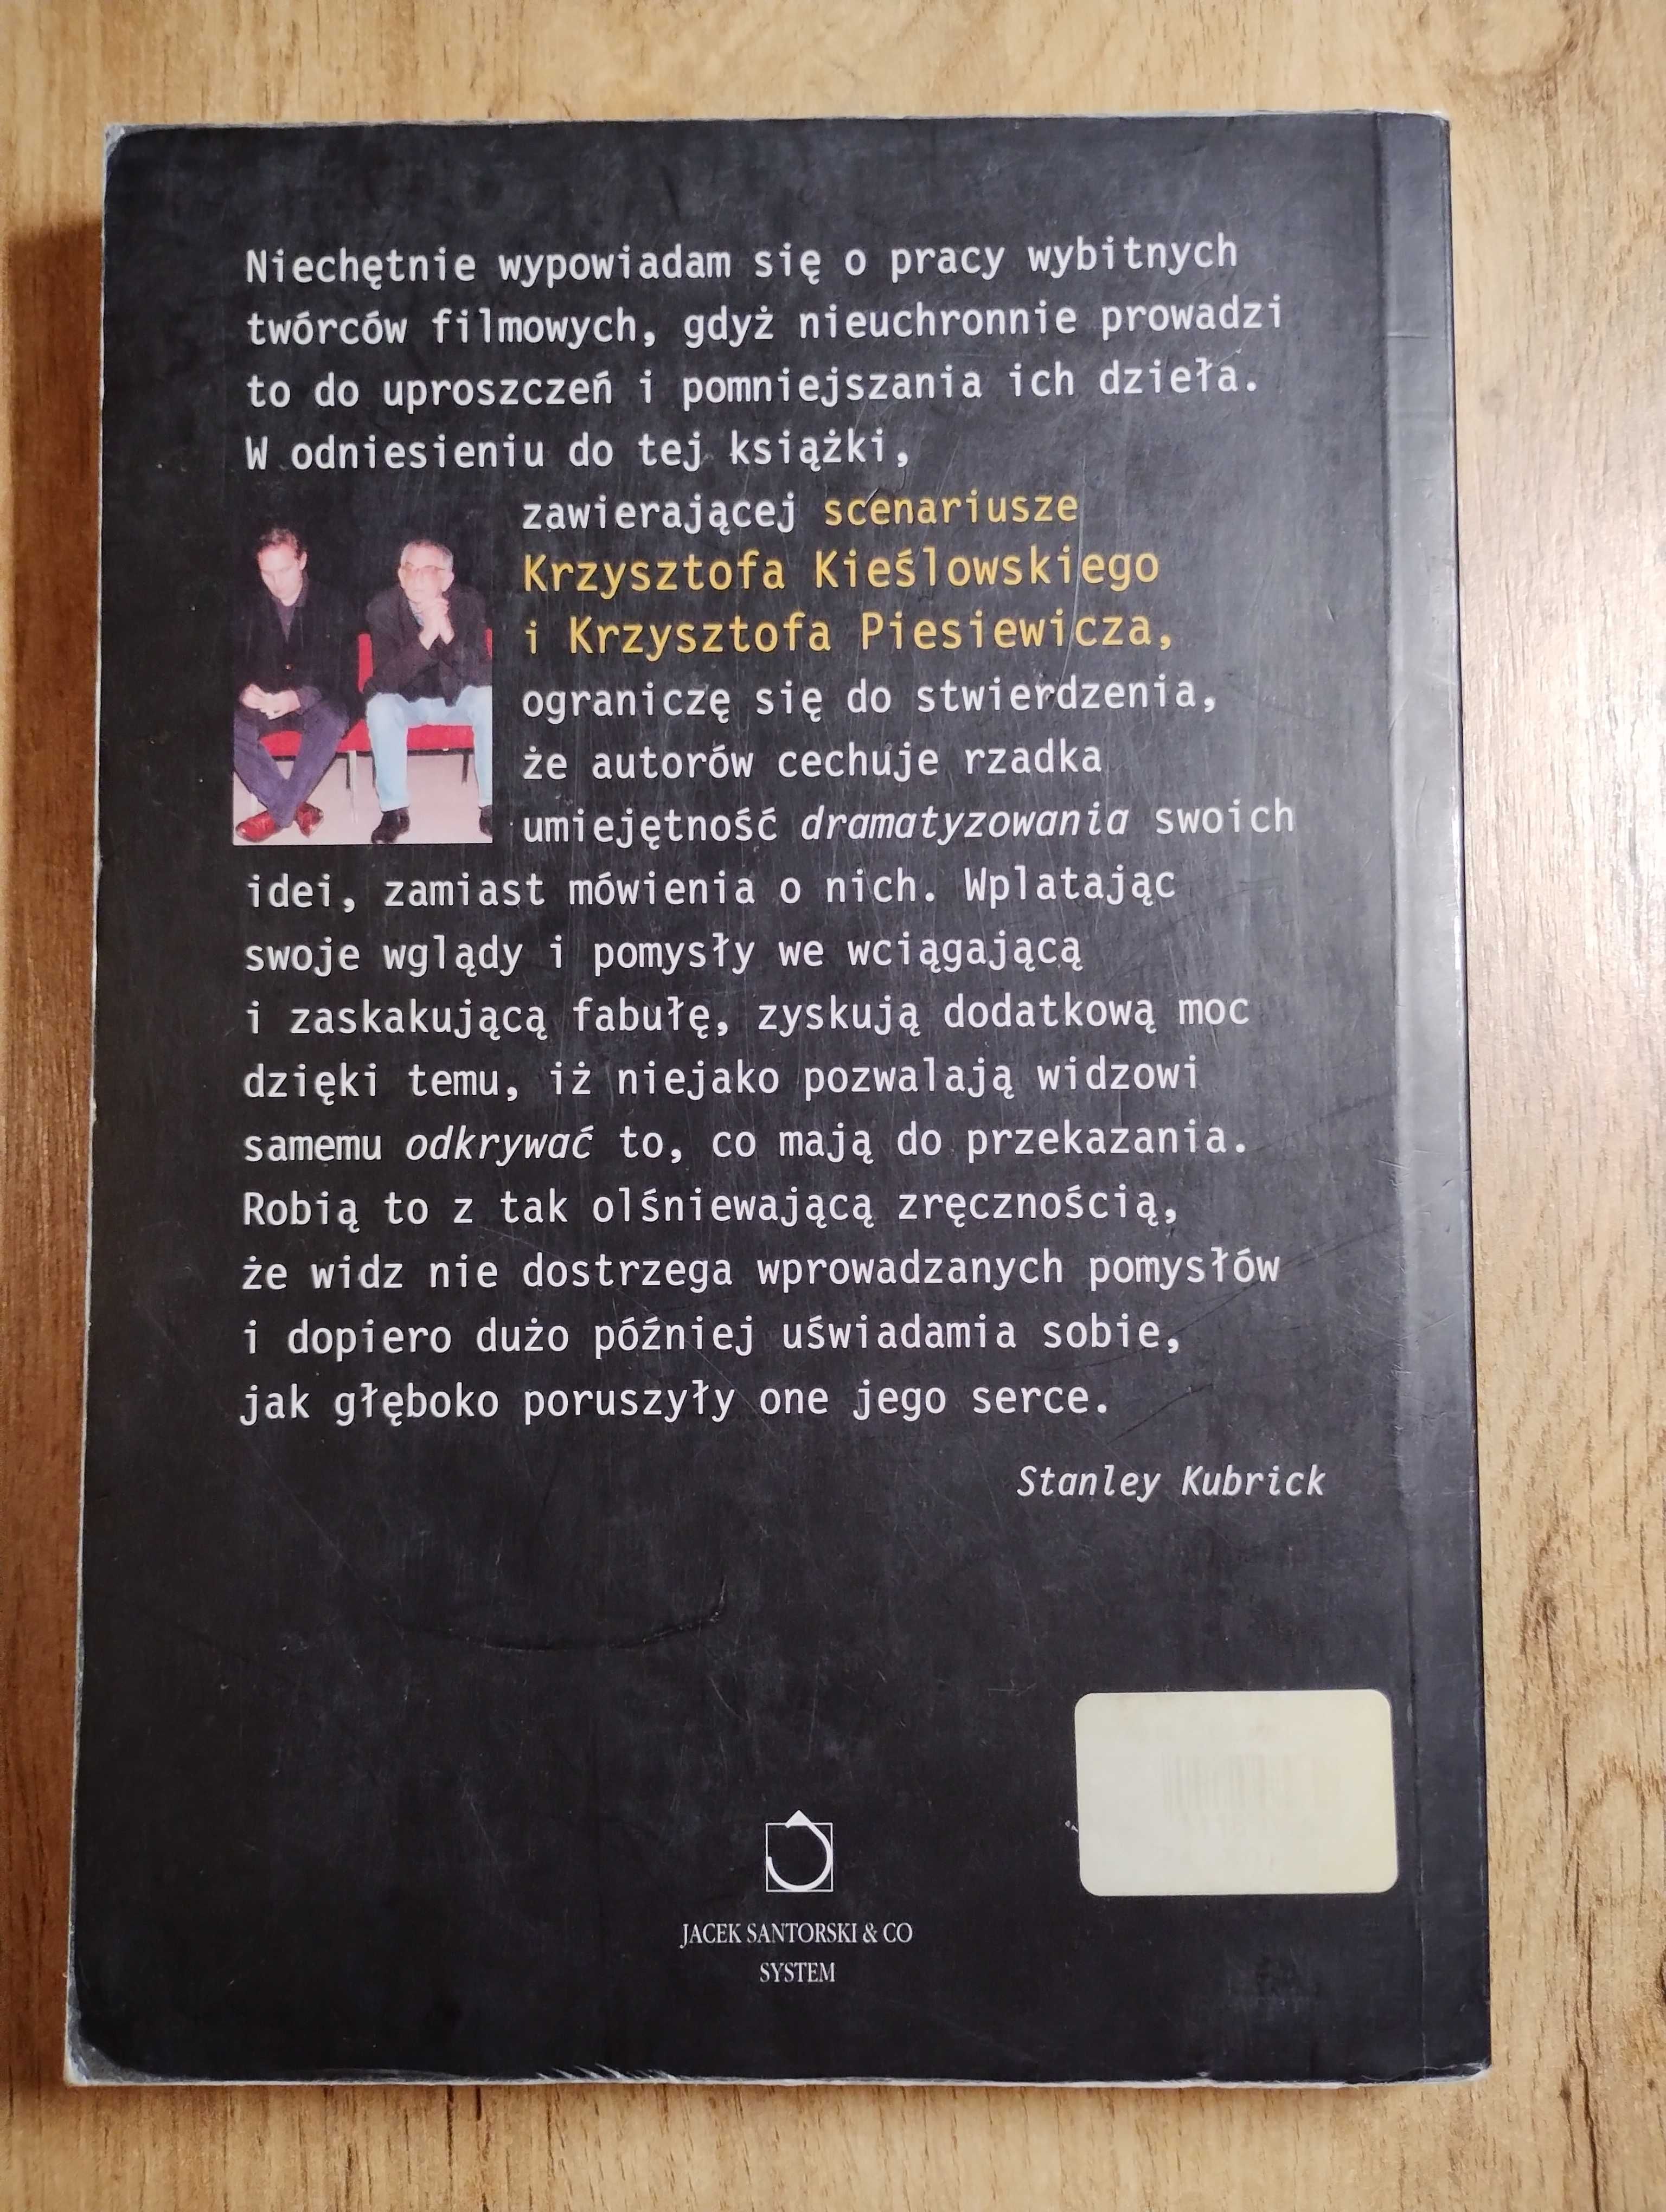 Niechętnie wypowiadam się o pracy wybitnych
twórców filmowych, gdyż nieuchronnie prowadzi
to do uproszczeń i pomniejszania ich dzieła.
W odniesieniu do tej książki,
zawierającej scenariusze
Krzysztofa Kieślowskiego
i Krzysztofa Piesiewicza,
ograniczę się do stwierdzenia,
że autorów cechuje rzadka
umiejętność dramatyzowania swoich
idei, zamiast mówienia o nich. Wplatając
swoje wglądy i pomysły we wciągającą
i zaskakującą fabułę, zyskują dodatkową moc
dzięki temu, iż niejako pozwalają widzowi
samemu odkrywać to, co mają do przekazania.
Robią to z tak olśniewającą zręcznością,
że widz nie dostrzega wprowadzanych pomysłów
i dopiero dużo później uświadamia sobie,
jak głęboko poruszyły one jego serce.
Stanley Kubrick
JACEK SANTORSKI & CO
SYSTEM